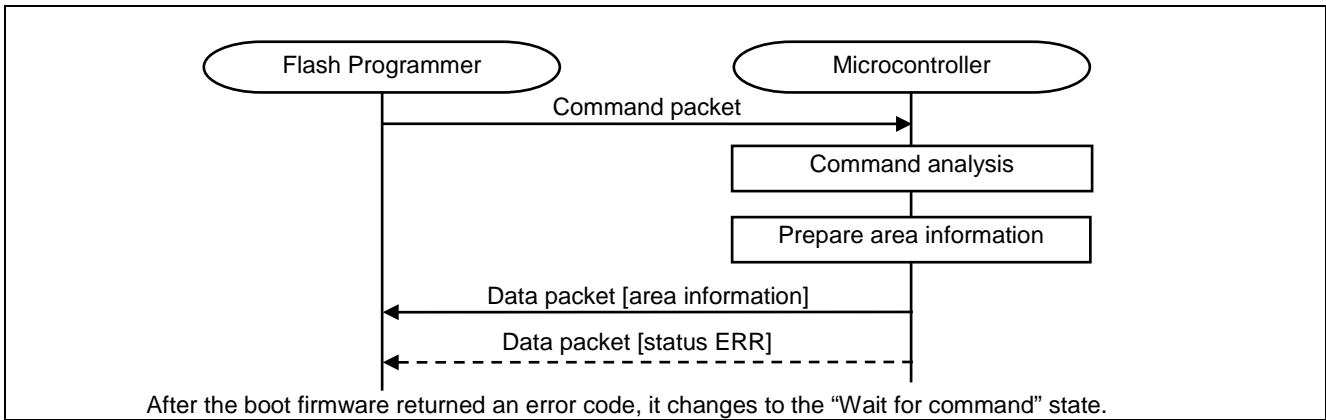 Flash Programmer
Microcontroller
Command packet
Command analysis
Prepare area information
Data packet [area information]
Data packet [status ERR]
After the boot firmware returned an error code, it changes to the “Wait for command” state.